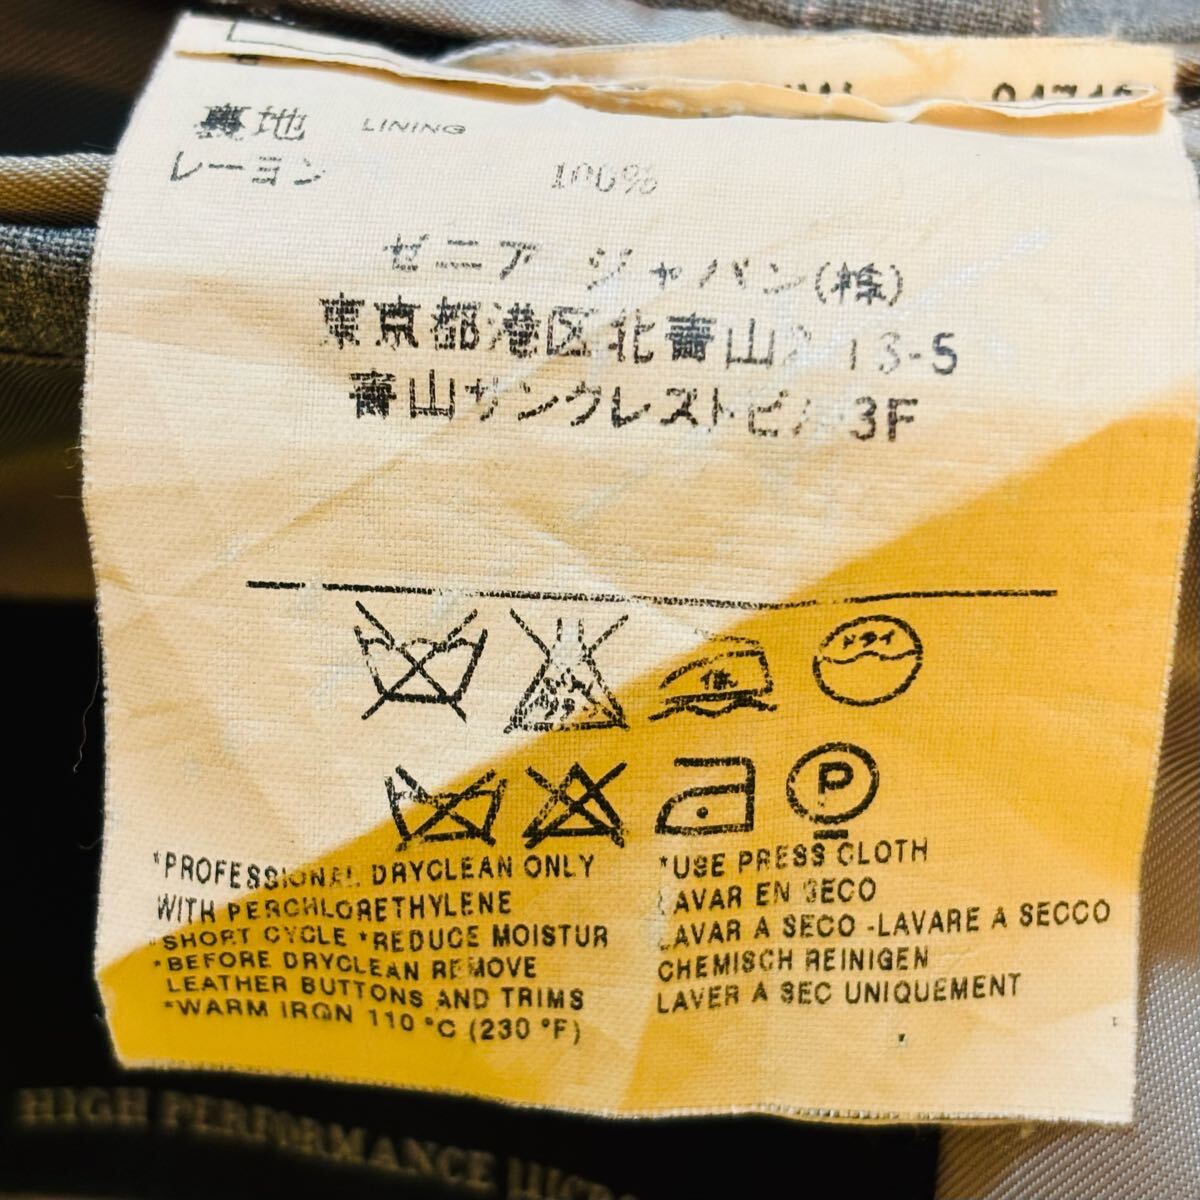 裏地 LINING
レーヨン 100%
ゼニア ジャパン(株)
東京都港区北青山2-13-5
青山サンクレストビル3F
ドライ
P
*PROFESSIONAL DRYCLEAN ONLY
WITH PERCHLORETHYLENE
*SHORT CYCLE *REDUCE MOISTUR
*BEFORE DRYCLEAN REMOVE
LEATHER BUTTONS AND TRIMS
*WARM IRON 110 °C (230 °F)
*USE PRESS CLOTH
LAVAR EN SECO
LAVAR A SECO -LAVARE A SECCO
CHEMISCH REINIGEN
LAVER A SEC UNIQUEMENT
HIGH PERFORMANCE